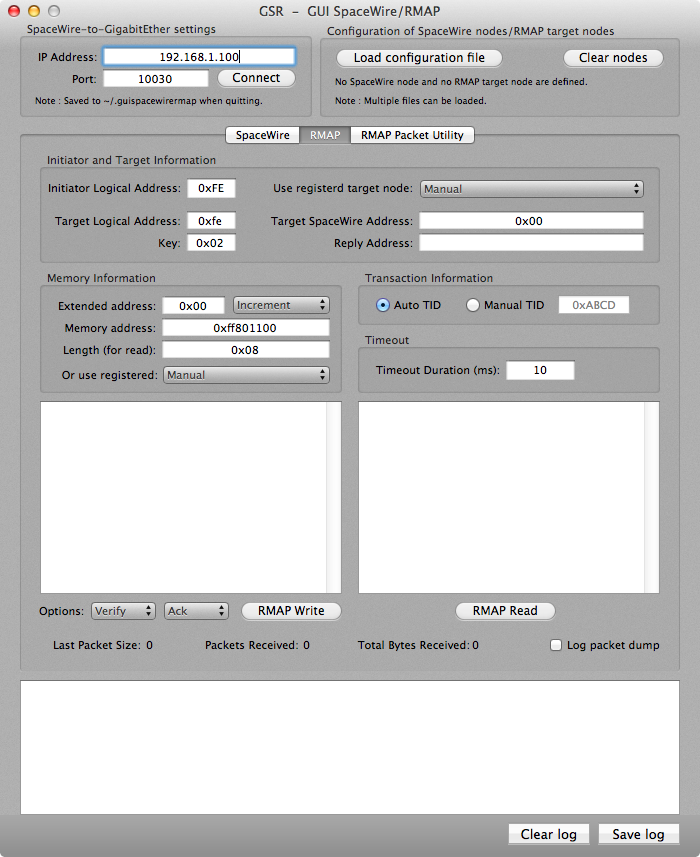 GSR – GUI SpaceWire/RMAP
SpaceWire-to-GigabitEther settings
IP Address: 192.168.1.100
Port: 10030 Connect
Note : Saved to ~/.guispacewirermap when quitting.
Configuration of SpaceWire nodes/RMAP target nodes
Load configuration file Clear nodes
No SpaceWire node and no RMAP target node are defined.
Note : Multiple files can be loaded.
SpaceWire RMAP RMAP Packet Utility
Initiator and Target Information
Initiator Logical Address: 0xFE Use registerd target node: Manual
Target Logical Address: 0xfe Target SpaceWire Address: 0x00
Key: 0x02 Reply Address:
Memory Information
Extended address: 0x00 Increment
Memory address: 0xff801100
Length (for read): 0x08
Or use registered: Manual
Transaction Information
Auto TID Manual TID 0xABCD
Timeout
Timeout Duration (ms): 10
Options: Verify Ack RMAP Write RMAP Read
Last Packet Size: 0 Packets Received: 0 Total Bytes Received: 0 Log packet dump
Clear log Save log